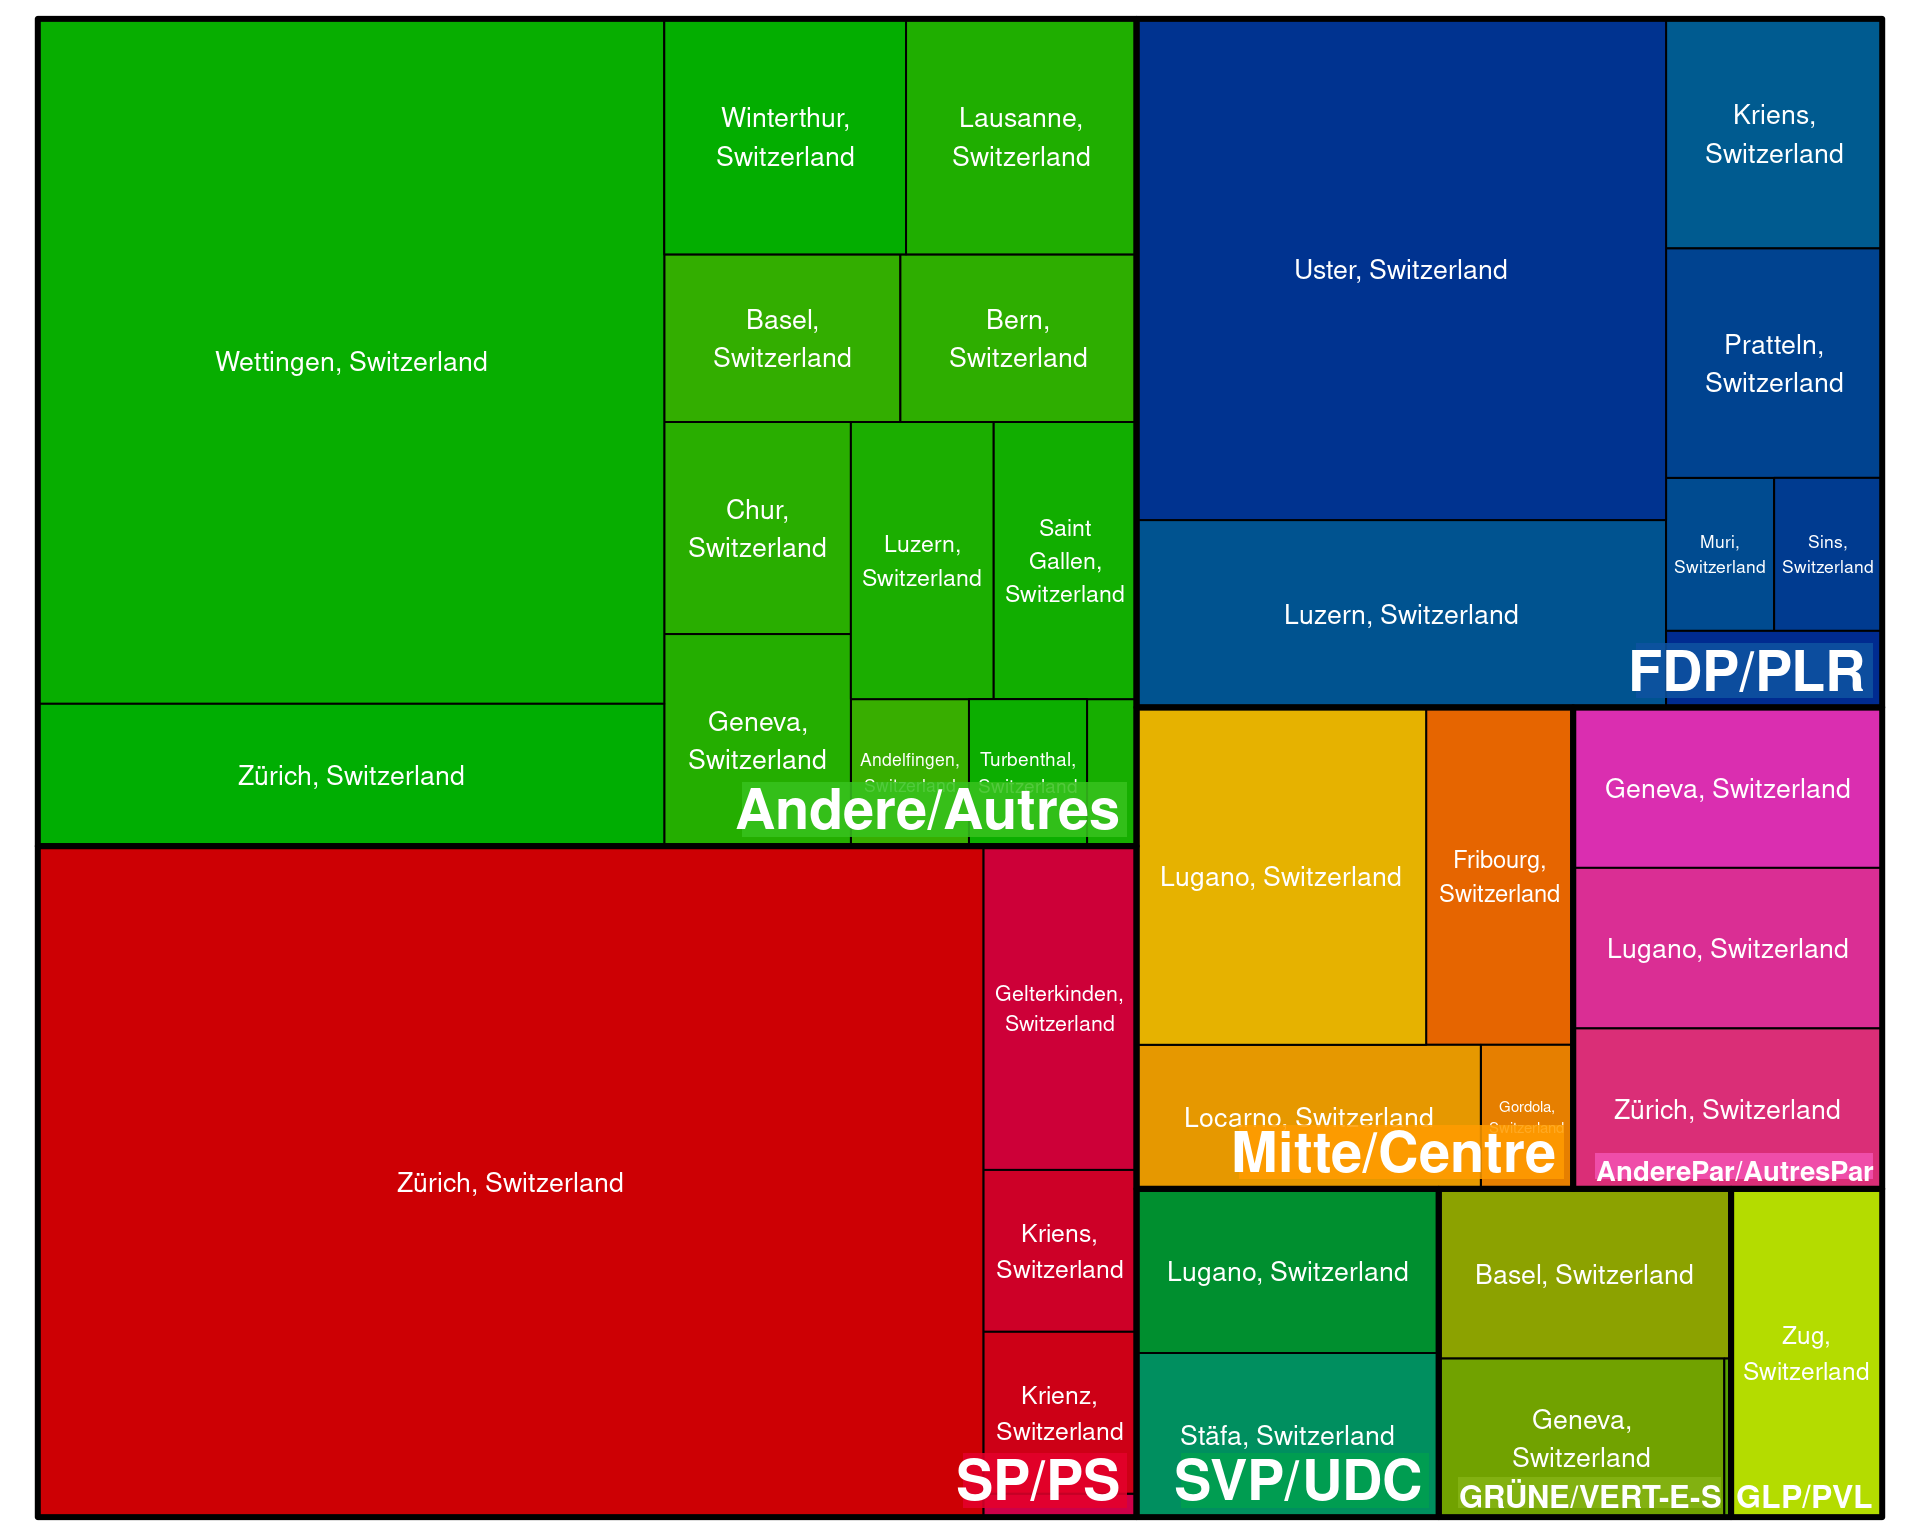 Wettingen, Switzerland
Zürich, Switzerland
Winterthur,
Switzerland
Lausanne,
Switzerland
Basel,
Switzerland
Bern,
Switzerland
Chur,
Switzerland
Luzern,
Switzerland
Saint
Gallen,
Switzerland
Geneva,
Switzerland
Andelfingen,
Switzerland
Turbenthal,
Switzerland
Andere/Autres
Uster, Switzerland
Luzern, Switzerland
Kriens,
Switzerland
Pratteln,
Switzerland
Muri,
Switzerland
Sins,
Switzerland
FDP/PLR
Zürich, Switzerland
Gelterkinden,
Switzerland
Kriens,
Switzerland
Krienz,
Switzerland
SP/PS
Lugano, Switzerland
Fribourg,
Switzerland
Locarno, Switzerland
Gordola,
Switzerland
Mitte/Centre
Geneva, Switzerland
Lugano, Switzerland
Zürich, Switzerland
AnderePar/AutresPar
Lugano, Switzerland
Stäfa, Switzerland
SVP/UDC
Basel, Switzerland
Geneva,
Switzerland
GRÜNE/VERT-E-S
Zug,
Switzerland
GLP/PVL